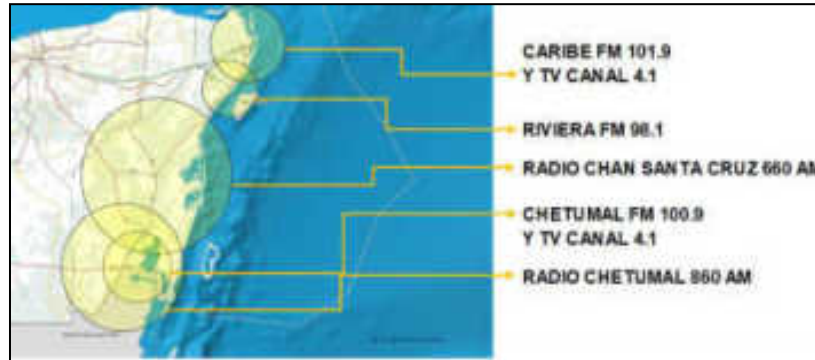 CARIBE FM 101.9
Y TV CANAL 4.1
RIVIERA FM 98.1
RADIO CHAN SANTA CRUZ 660 AM
CHETUMAL FM 100.9
Y TV CANAL 4.1
RADIO CHETUMAL 860 AM